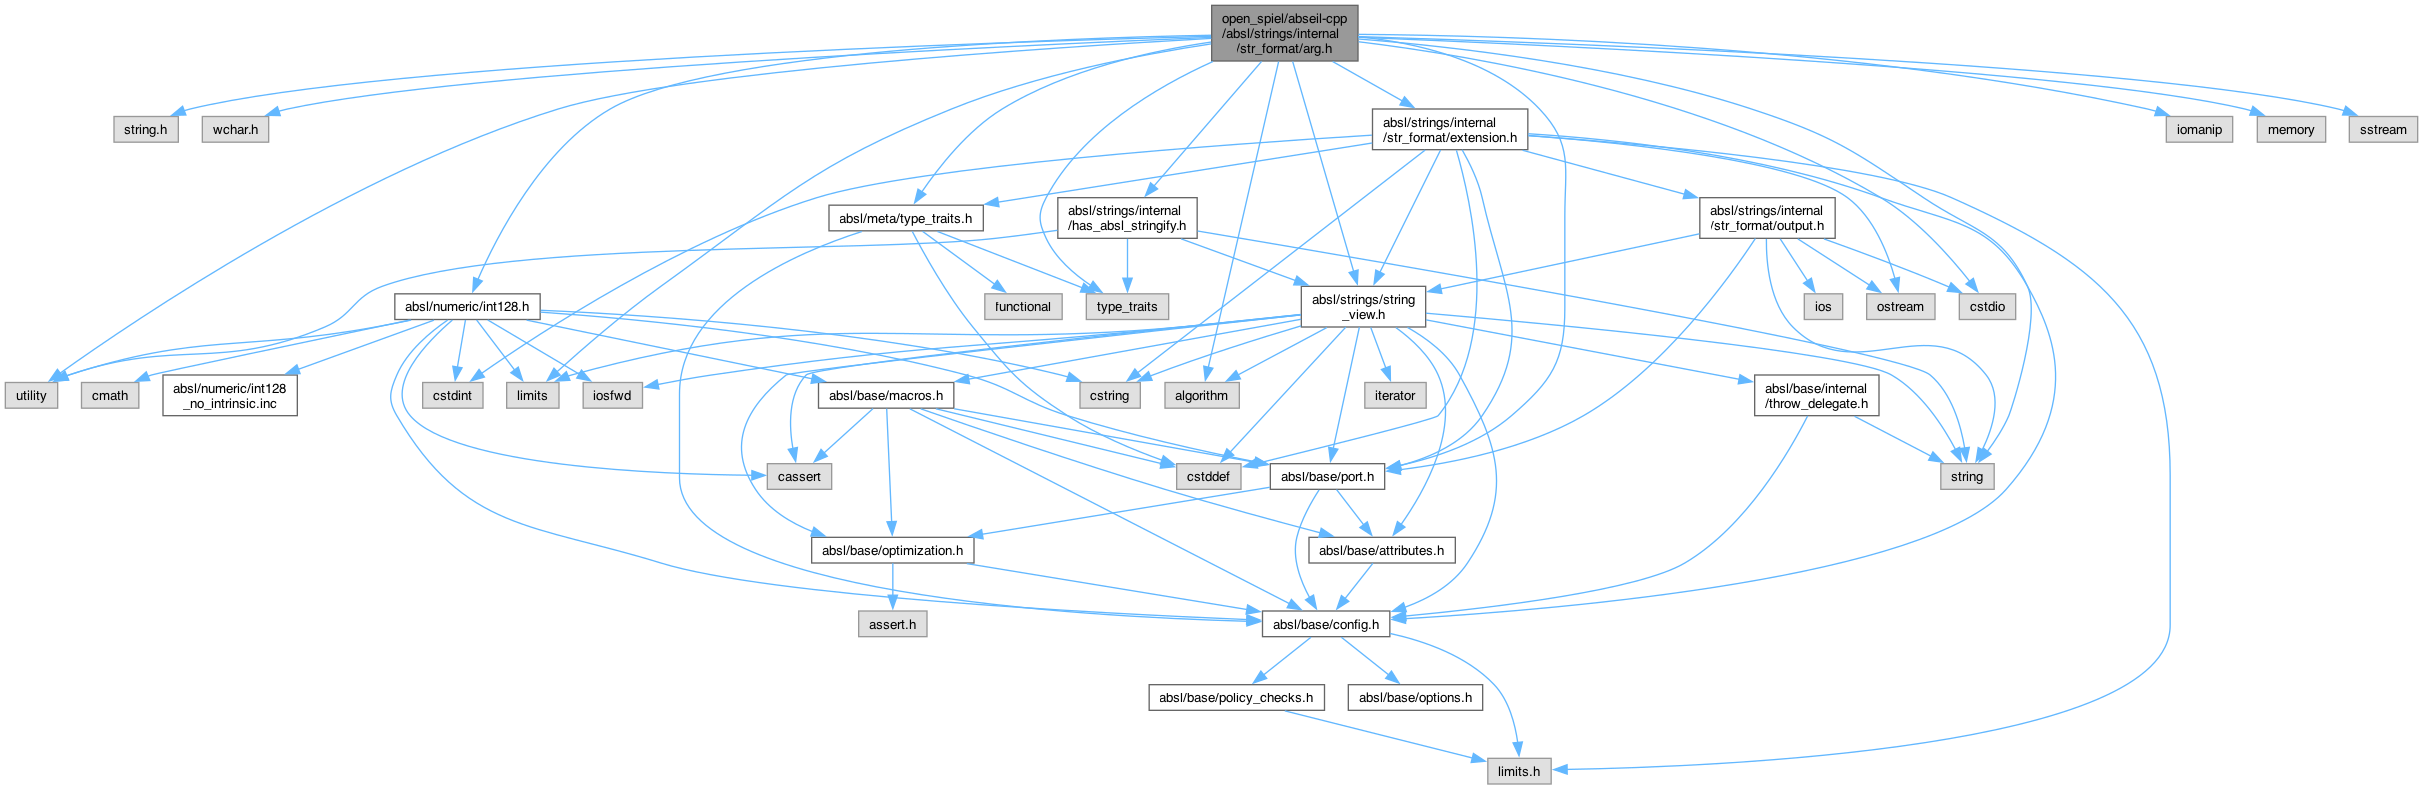 open_spiel/abseil-cpp
/absl/strings/internal
/str_format/arg.h
string.h
wchar.h
absl/strings/internal
/str_format/extension.h
iomanip
memory
sstream
absl/meta/type_traits.h
absl/strings/internal
/has_absl_stringify.h
absl/strings/internal
/str_format/output.h
absl/numeric/int128.h
functional
type_traits
absl/strings/string
_view.h
ios
ostream
cstdio
utility
cmath
absl/numeric/int128
_no_intrinsic.inc
cstdint
limits
iosfwd
absl/base/macros.h
cstring
algorithm
iterator
absl/base/internal
/throw_delegate.h
cassert
cstddef
absl/base/port.h
string
absl/base/optimization.h
absl/base/attributes.h
assert.h
absl/base/config.h
absl/base/policy_checks.h
absl/base/options.h
limits.h